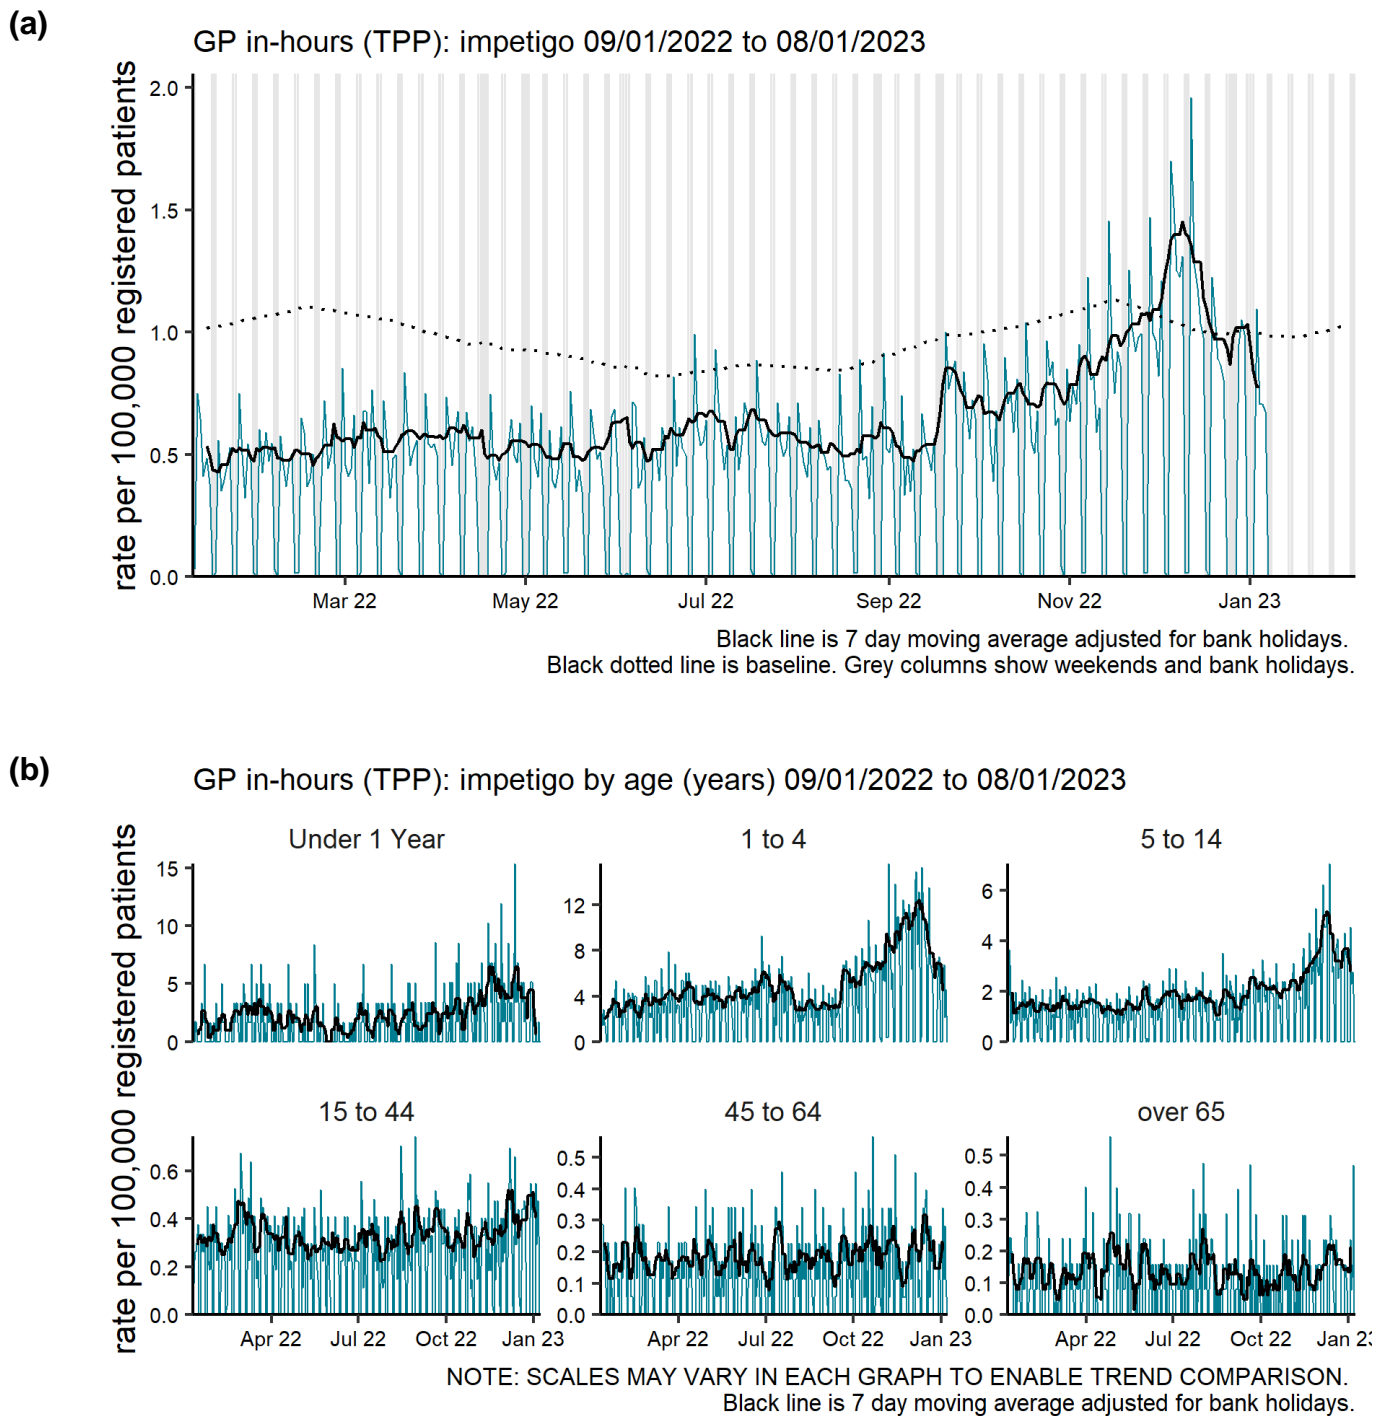 (a)
GP in-hours (TPP): impetigo 09/01/2022 to 08/01/2023
rate per 100,000 registered patients
2.0
1.5
1.0
0.5
0.0
Mar 22 May 22 Jul 22 Sep 22 Nov 22 Jan 23
Black line is 7 day moving average adjusted for bank holidays.
Black dotted line is baseline. Grey columns show weekends and bank holidays.
(b)
GP in-hours (TPP): impetigo by age (years) 09/01/2022 to 08/01/2023
rate per 100,000 registered patients
Under 1 Year
15
10
5
0
1 to 4
12
8
4
0
5 to 14
6
4
2
0
15 to 44
0.6
0.4
0.2
0.0
Apr 22 Jul 22 Oct 22 Jan 23
45 to 64
0.5
0.4
0.3
0.2
0.1
0.0
Apr 22 Jul 22 Oct 22 Jan 23
over 65
0.5
0.4
0.3
0.2
0.1
0.0
Apr 22 Jul 22 Oct 22 Jan 23
NOTE: SCALES MAY VARY IN EACH GRAPH TO ENABLE TREND COMPARISON.
Black line is 7 day moving average adjusted for bank holidays.